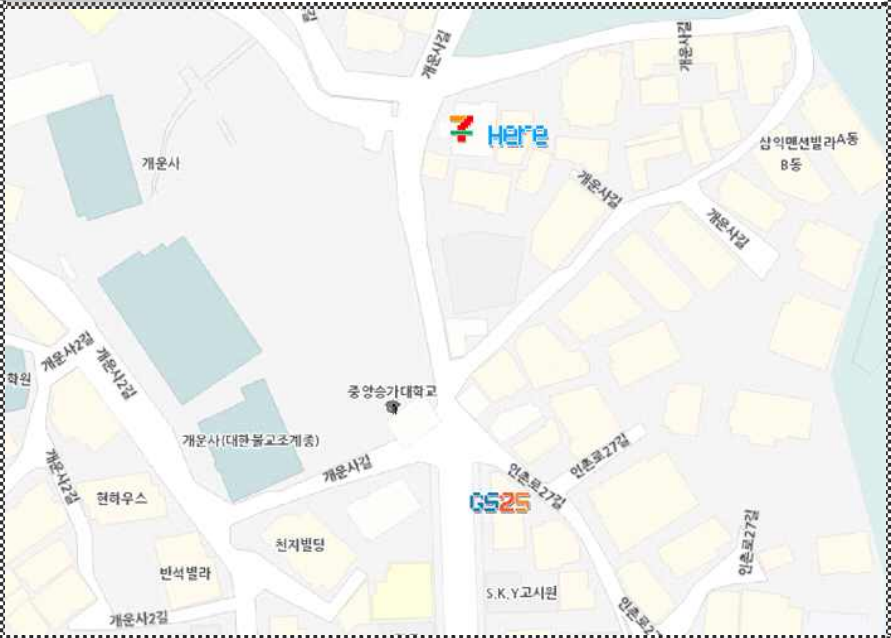 길
개운사길
개운사길
7 Here
삼익맨션빌라A동
B동
개운사
개운사길
개운사길
개운사2길
개운사2길
학원
중앙승가대학교
개운사(대한불교조계종)
개운사길
인촌로27길
인촌로27길
개운사2길
현하우스
GS25
천지빌딩
인촌로27길
반석빌라
S.K.Y고시원
개운사2길
인촌로2